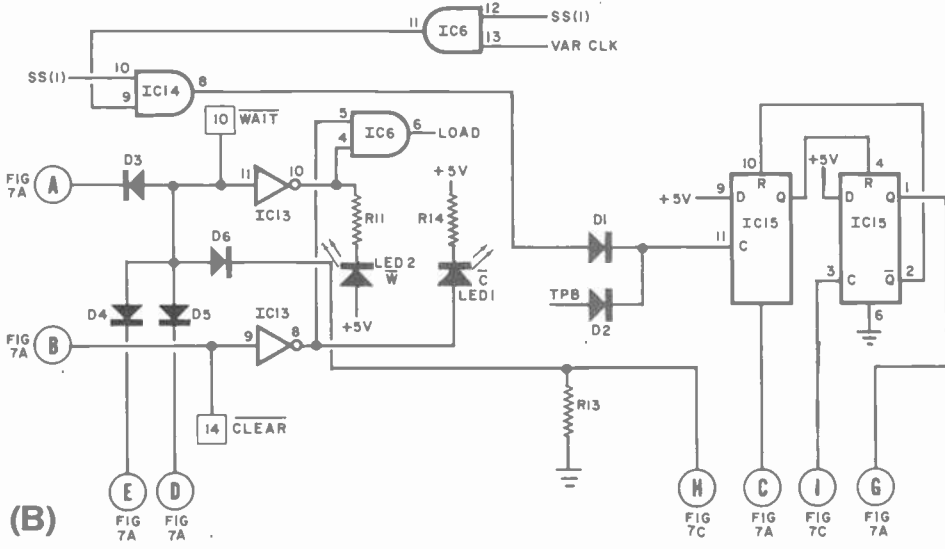 12 SS(1)
11 IC6
13 VAR CLK
SS(1) 10
IC14 8
9
10 WAIT
5
IC6 6 LOAD
4
FIG 7A
A
D3
11 10
IC13
+5V
R11
R14
D6
LED2
W
C
LED1
+5V
D4
D5
IC13
FIG 7A
B
9 8
14 CLEAR
R13
D1
TPB
D2
10 +5V 4
R R
+5V 9 D Q D Q 1
IC15 IC15
11 C 3 C Q 2
6
E D H C I G
FIG 7A
FIG 7A
FIG 7C
FIG 7A
FIG 7C
FIG 7A
(B)